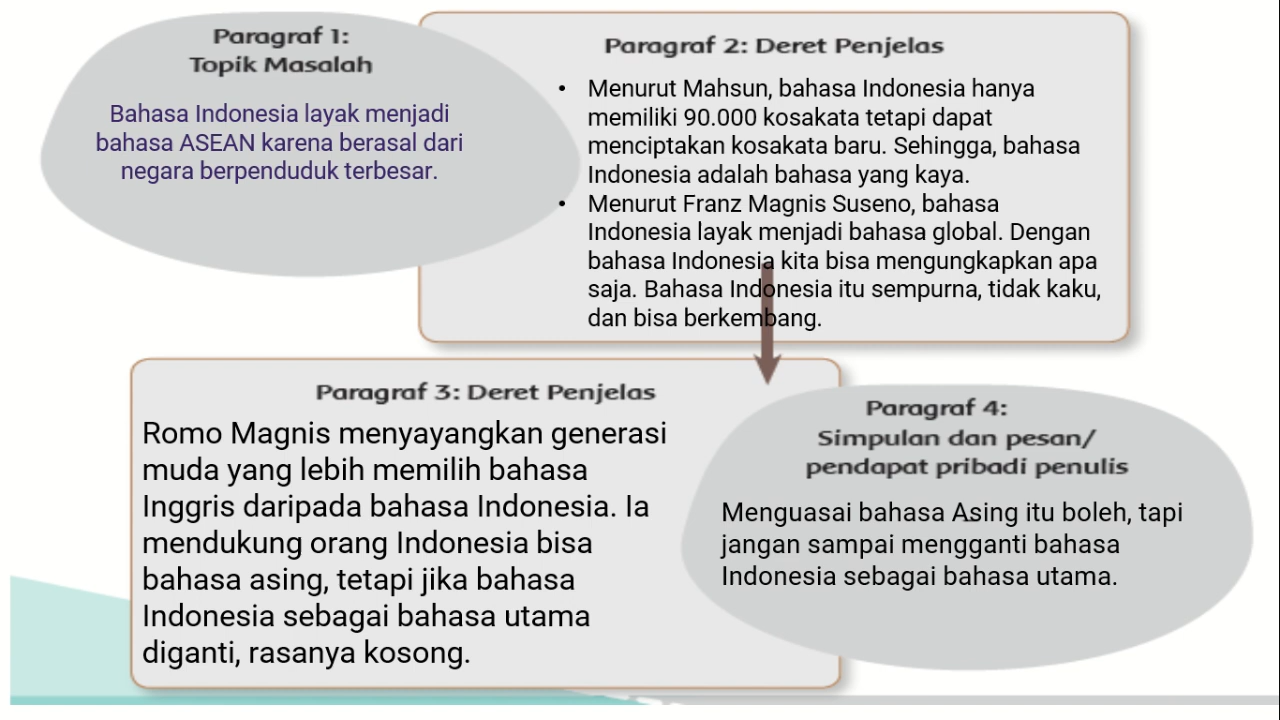 Paragraf 1:
Topik Masalah
Bahasa Indonesia layak menjadi
bahasa ASEAN karena berasal dari
negara berpenduduk terbesar.
Paragraf 2: Deret Penjelas
• Menurut Mahsun, bahasa Indonesia hanya
memiliki 90.000 kosakata tetapi dapat
menciptakan kosakata baru. Sehingga, bahasa
Indonesia adalah bahasa yang kaya.
• Menurut Franz Magnis Suseno, bahasa
Indonesia layak menjadi bahasa global. Dengan
bahasa Indonesia kita bisa mengungkapkan apa
saja. Bahasa Indonesia itu sempurna, tidak kaku,
dan bisa berkembang.
Paragraf 3: Deret Penjelas
Romo Magnis menyayangkan generasi
muda yang lebih memilih bahasa
Inggris daripada bahasa Indonesia. Ia
mendukung orang Indonesia bisa
bahasa asing, tetapi jika bahasa
Indonesia sebagai bahasa utama
diganti, rasanya kosong.
Paragraf 4:
Simpulan dan pesan/
pendapat pribadi penulis
Menguasai bahasa Asing itu boleh, tapi
jangan sampai mengganti bahasa
Indonesia sebagai bahasa utama.